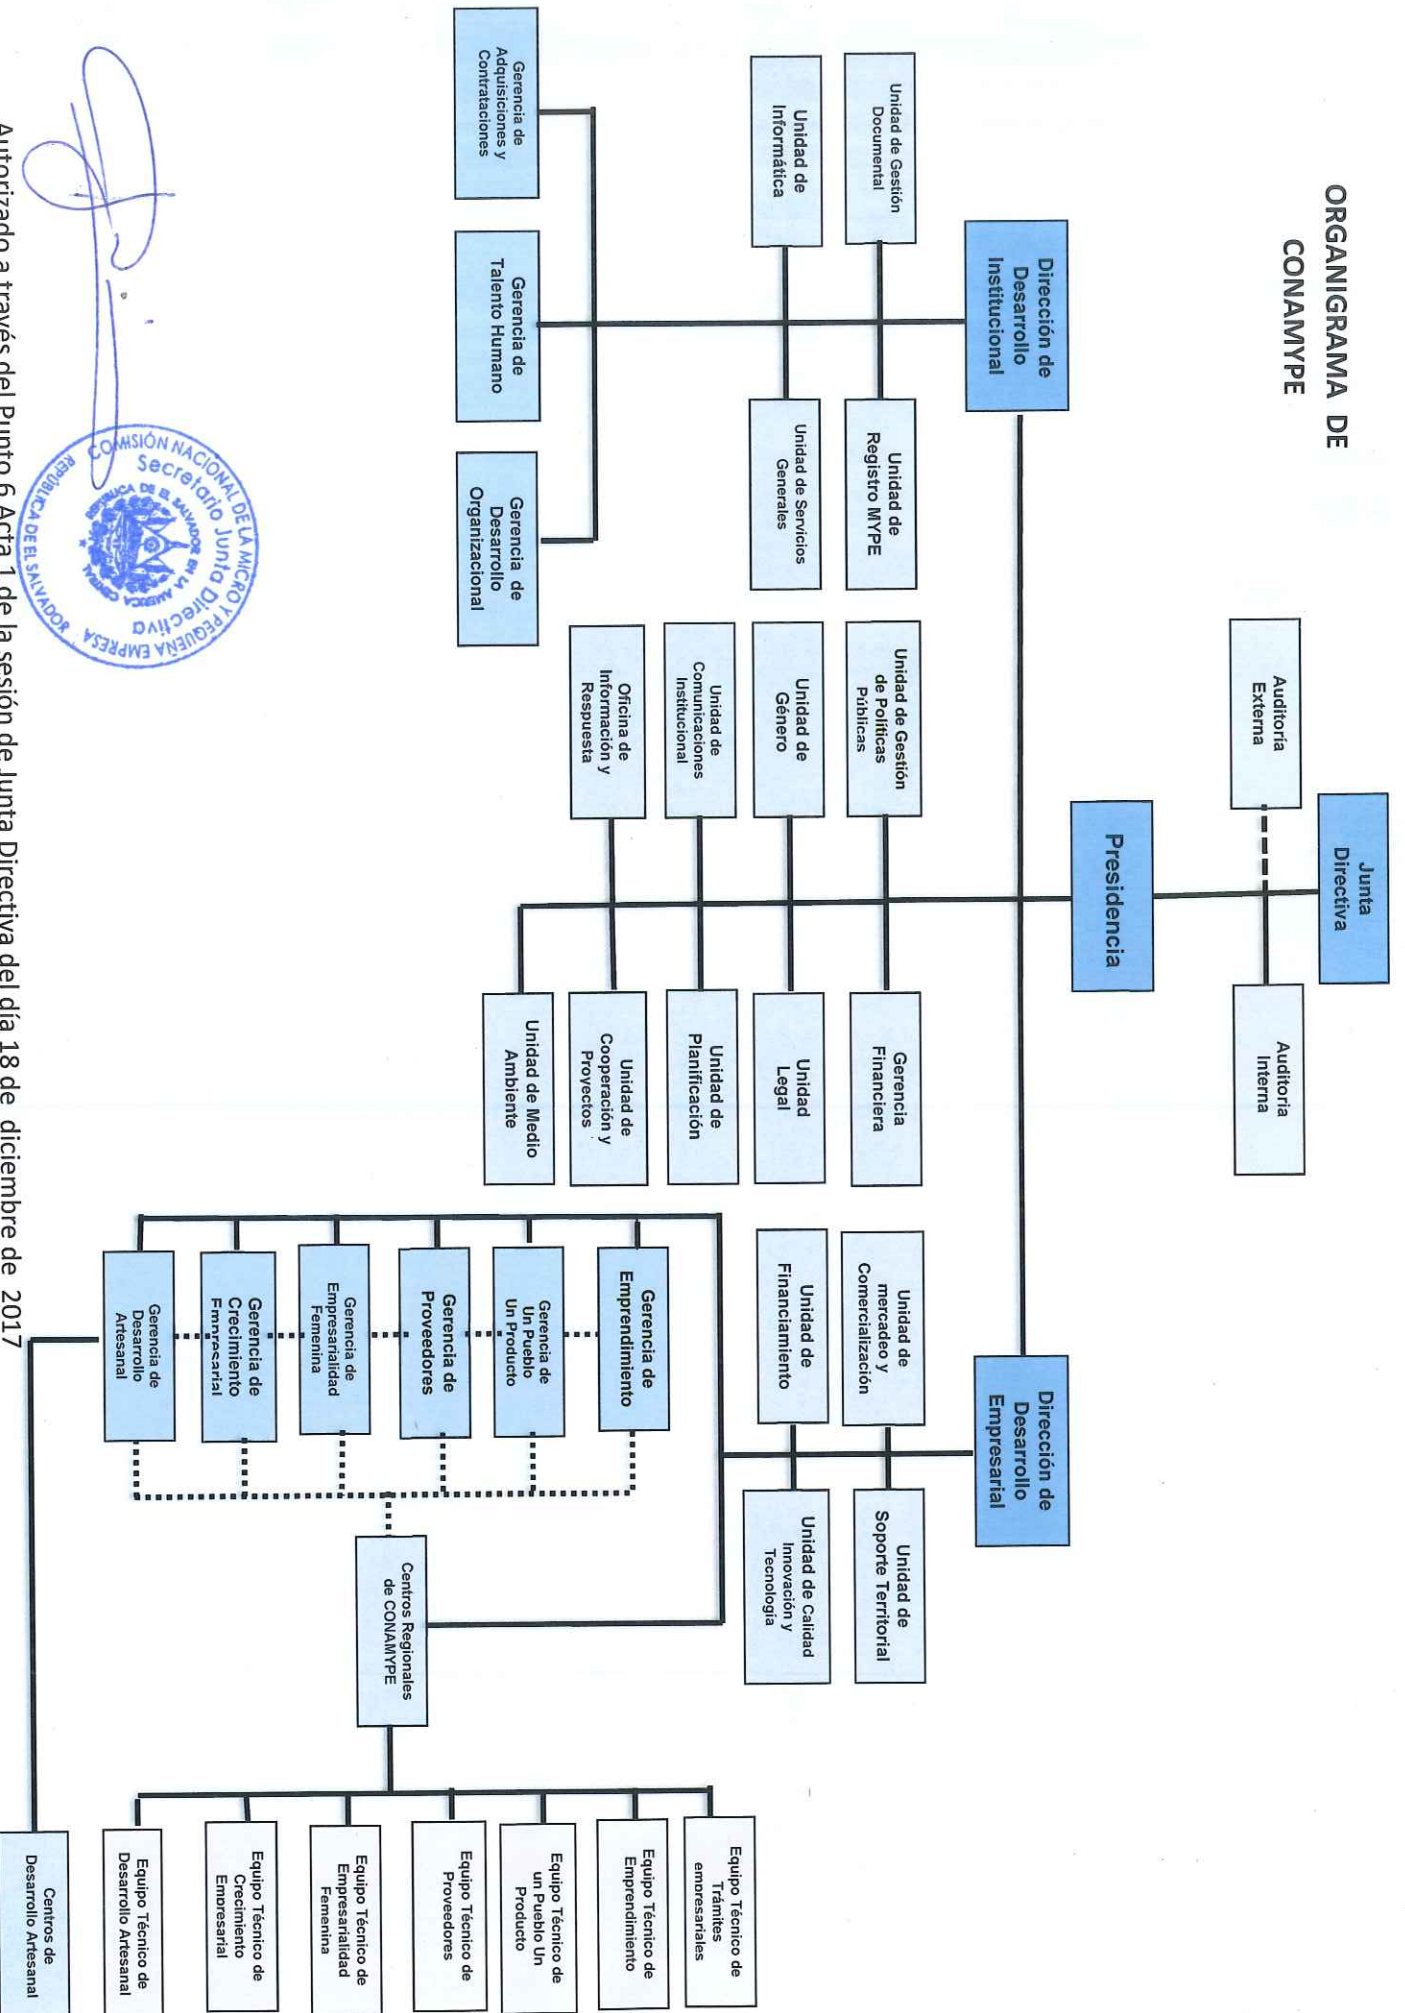 ORGANIGRAMA DE
CONAMYPE
Junta
Directiva
Auditoría
Externa
Auditoria
Interna
Presidencia
Dirección de
Desarrollo
Institucional
Dirección de
Desarrollo
Empresarial
Unidad de Gestión
Documental
Unidad de
Registro MYPE
Unidad de
Informática
Unidad de Servicios
Generales
Gerencia de
Adquisiciones y
Contrataciones
Gerencia de
Talento Humano
Gerencia de
Desarrollo
Organizacional
Unidad de Gestión
de Políticas
Públicas
Gerencia
Financiera
Unidad de
Género
Unidad
Legal
Unidad de
Comunicaciones
Institucional
Unidad de
Planificación
Oficina de
Información y
Respuesta
Unidad de
Cooperación y
Proyectos
Unidad de Medio
Ambiente
Unidad de
mercadeo y
Comercialización
Unidad de
Soporte Territorial
Unidad de
Financiamiento
Unidad de Calidad
Innovación y
Tecnología
Gerencia de
Emprendimiento
Gerencia de
Un Pueblo
Un Producto
Gerencia de
Proveedores
Gerencia de
Empresarialidad
Femenina
Gerencia de
Crecimiento
Empresarial
Gerencia de
Desarrollo
Artesanal
Centros Regionales
de CONAMYPE
Equipo Técnico de
Trámites
empresariales
Equipo Técnico de
Emprendimiento
Equipo Técnico de
un Pueblo Un
Producto
Equipo Técnico de
Proveedores
Equipo Técnico de
Empresarialidad
Femenina
Equipo Técnico de
Crecimiento
Empresarial
Equipo Técnico de
Desarrollo Artesanal
Centros de
Desarrollo Artesanal
COMISIÓN NACIONAL DE LA MICRO Y PEQUEÑA EMPRESA
Secretario Junta Directiva
REPÚBLICA DE EL SALVADOR EN LA AMERICA CENTRAL
REPÚBLICA DE EL SALVADOR
Autorizado a través del Punto 6 Acta 1 de la sesión de Junta Directiva del día 18 de diciembre de 2017